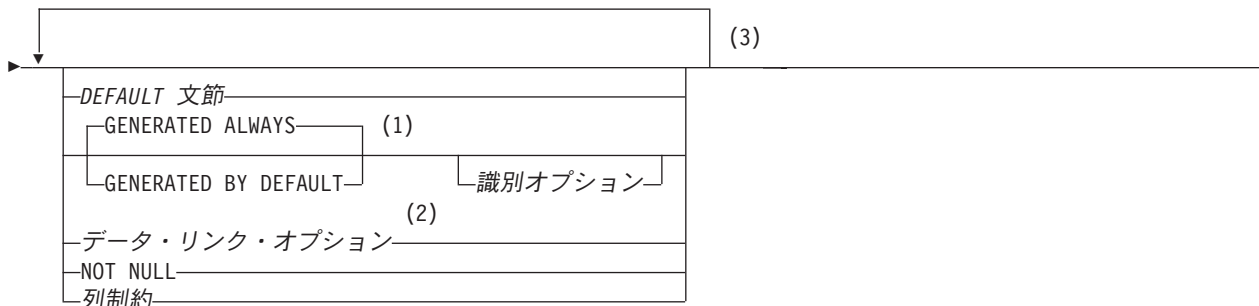 (3)
DEFAULT 文節
GENERATED ALWAYS (1)
GENERATED BY DEFAULT 識別オプション
(2)
データ・リンク・オプション
NOT NULL
列制約